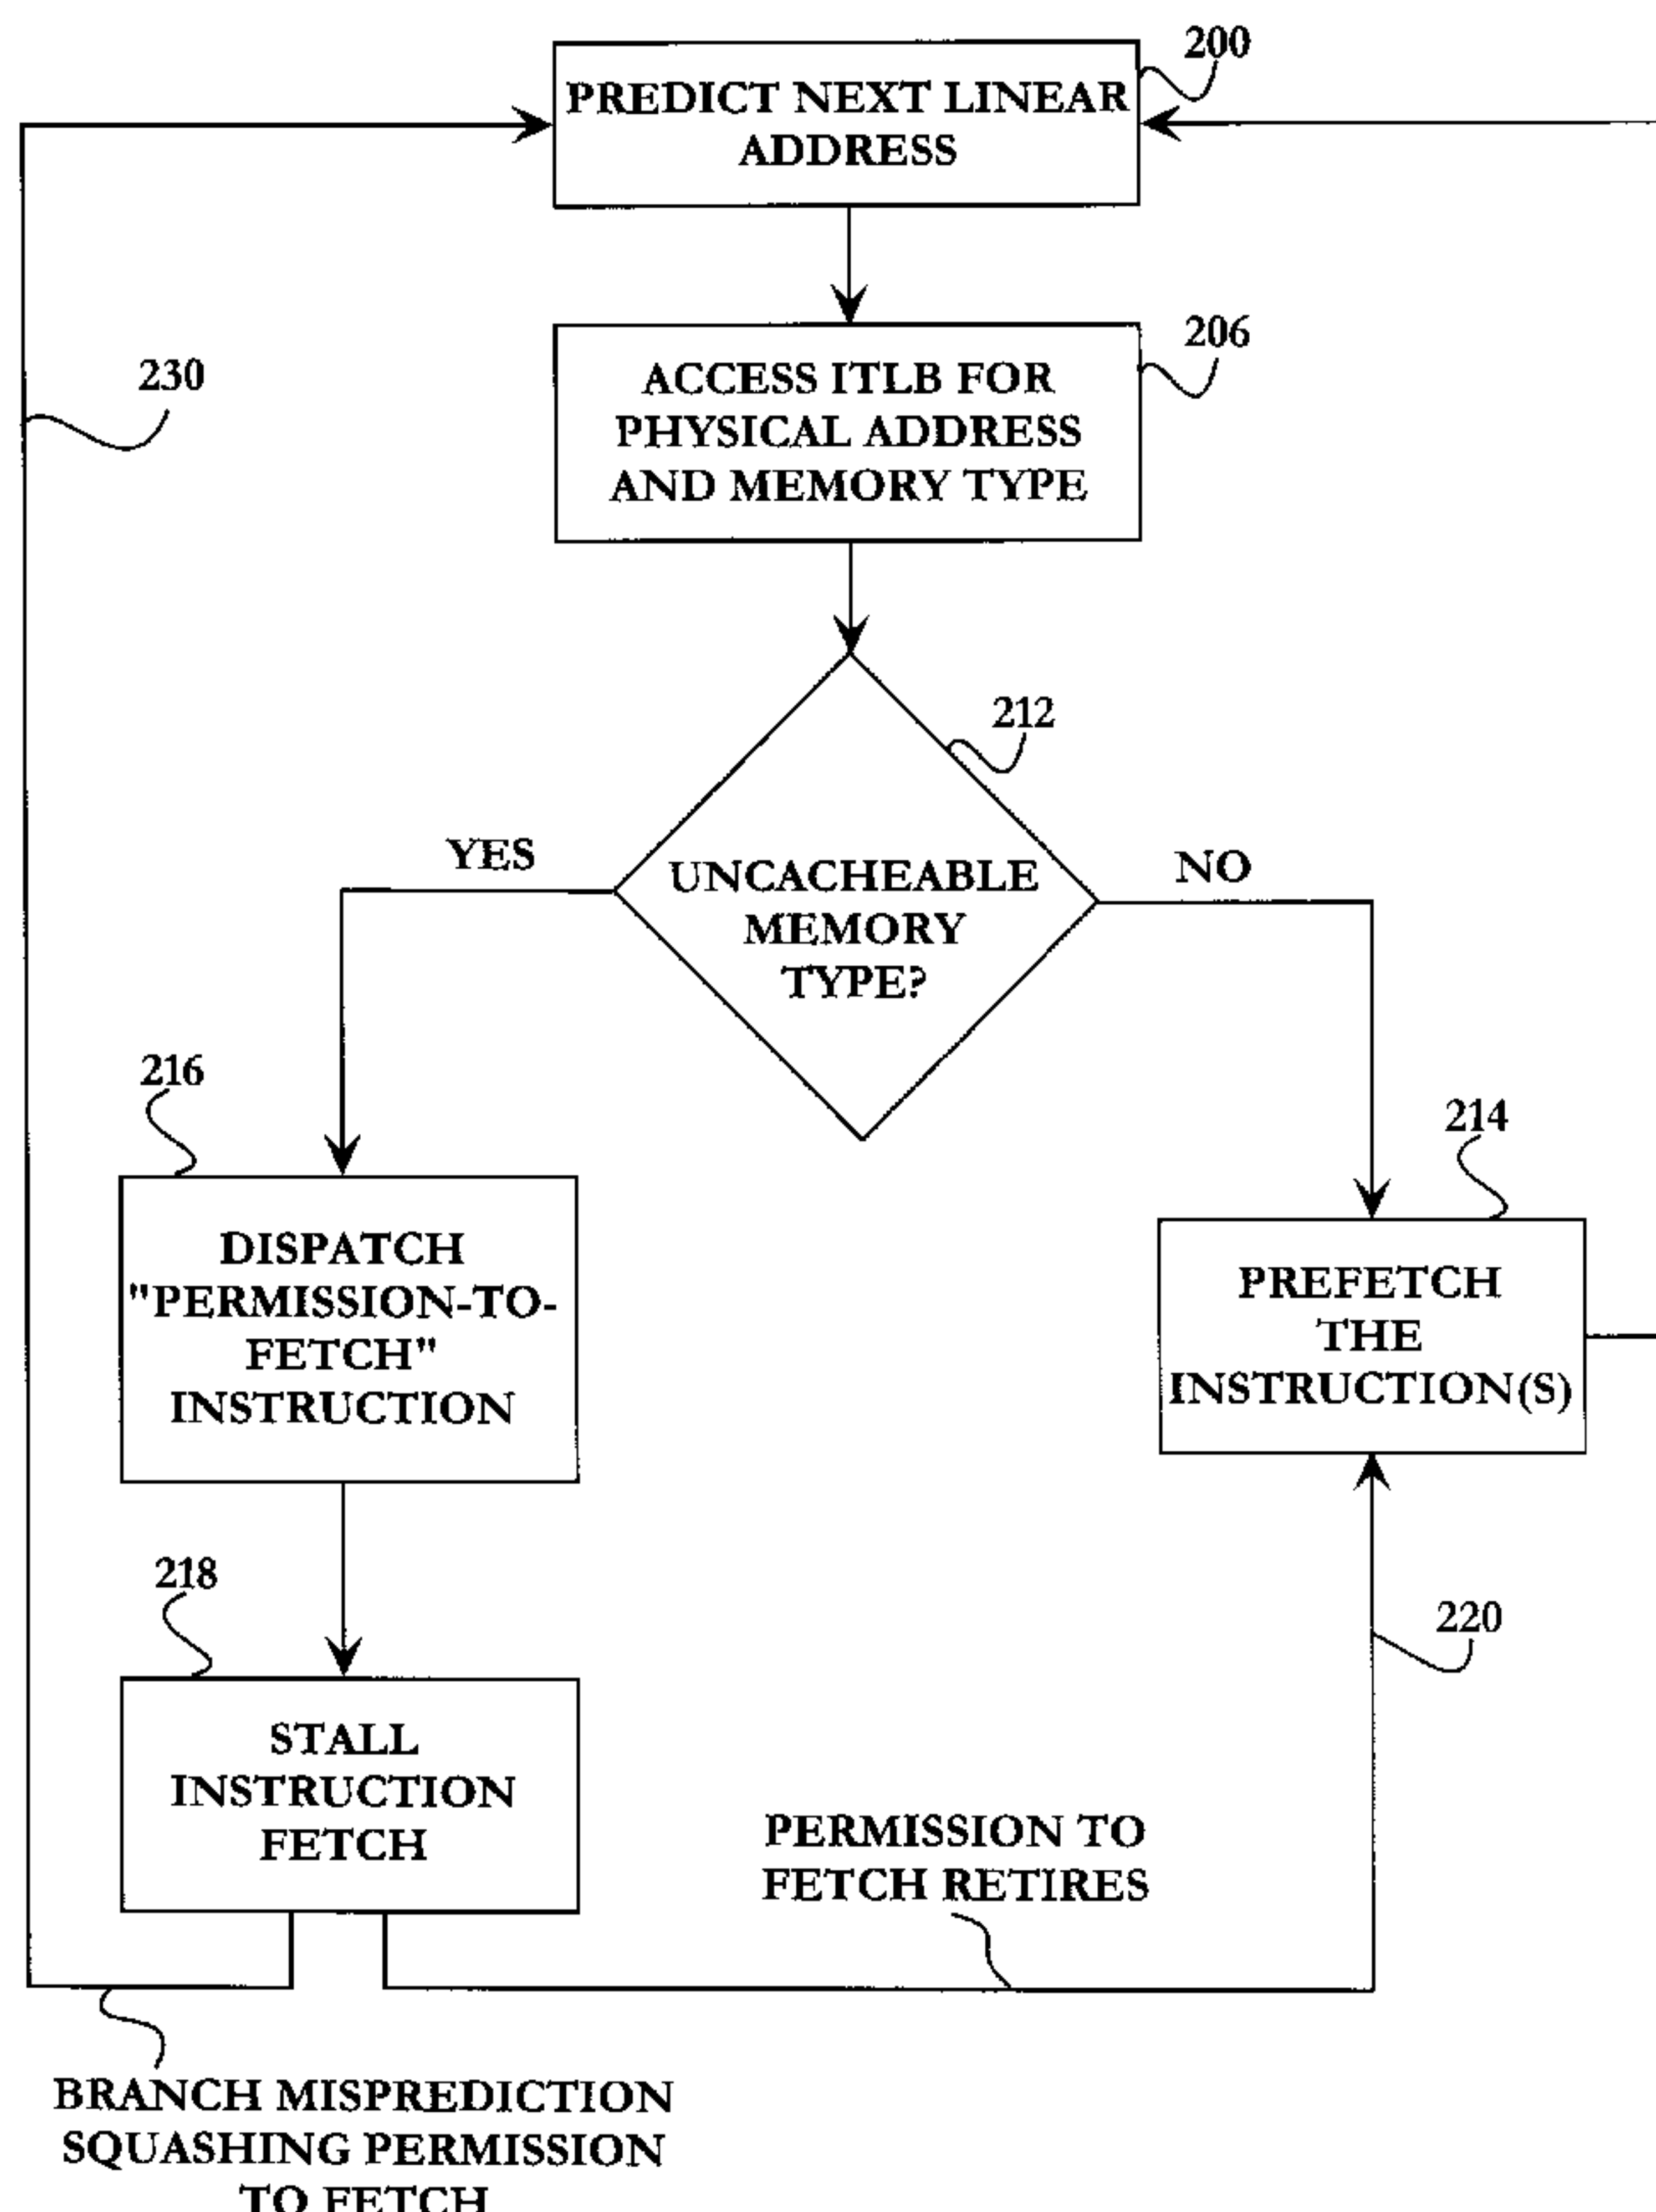 200
PREDICT NEXT LINEAR
ADDRESS
206
230
ACCESS ITLB FOR
PHYSICAL ADDRESS
AND MEMORY TYPE
212
YES
NO
UNCACHEABLE
MEMORY
TYPE?
216
214
DISPATCH
"PERMISSION-TO-
FETCH"
INSTRUCTION
PREFETCH
THE
INSTRUCTION(S)
218
220
STALL
INSTRUCTION
FETCH
PERMISSION TO
FETCH RETIRES
BRANCH MISPREDICTION
SQUASHING PERMISSION
TO FETCH